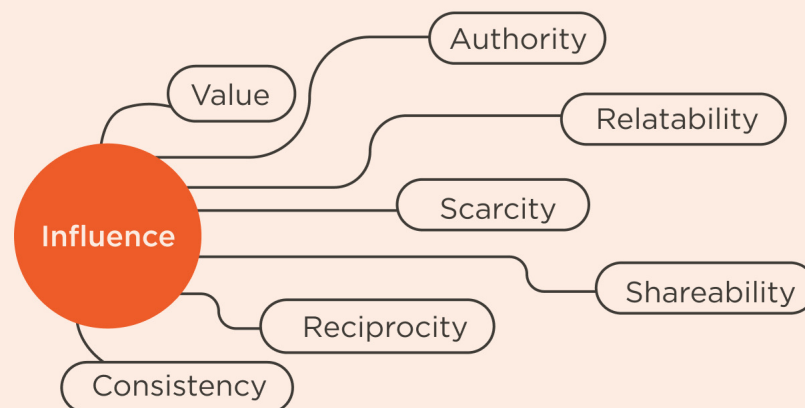 Authority
Value
Relatability
Scarcity
Influence
Shareability
Reciprocity
Consistency